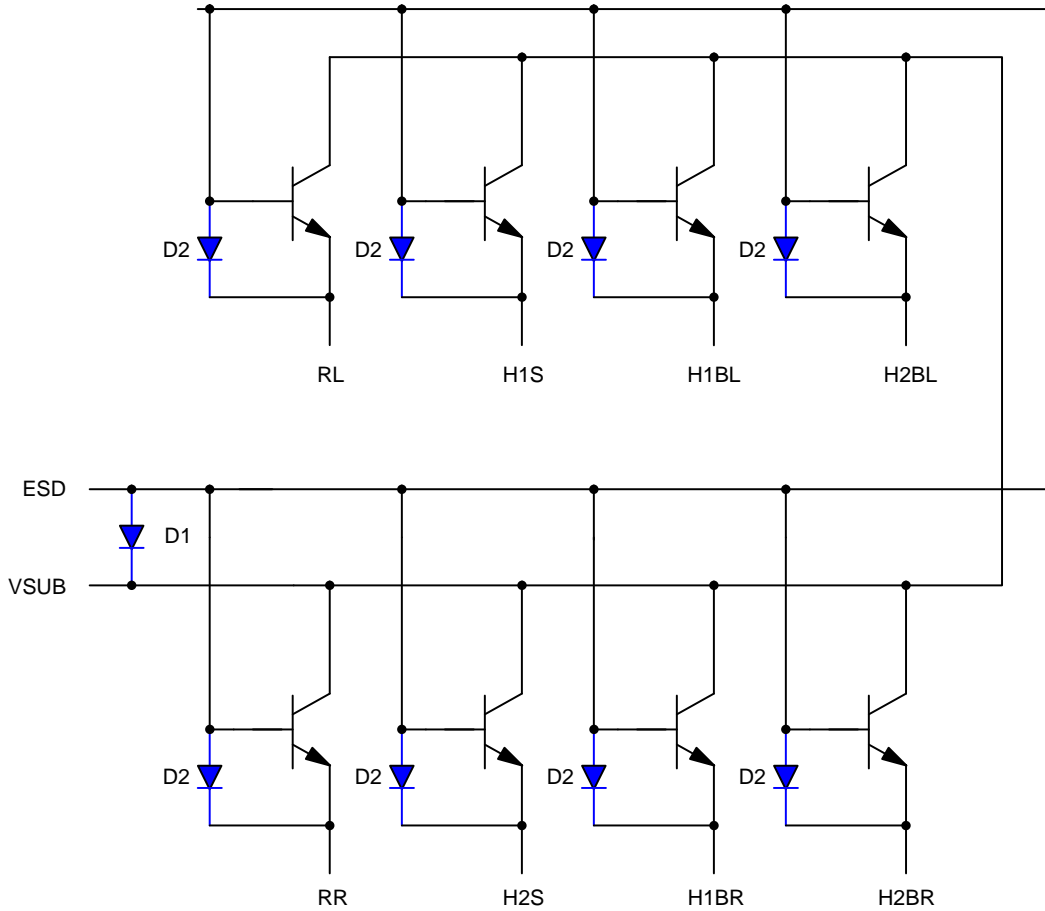 D2 D2 D2 D2
RL H1S H1BL H2BL
ESD
D1
VSUB
D2 D2 D2 D2
RR H2S H1BR H2BR